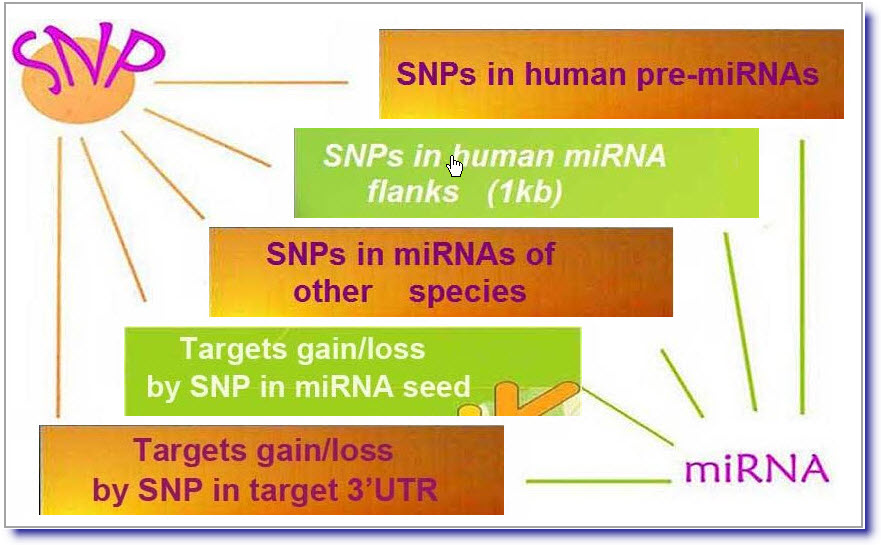 SNP
SNPs in human pre-miRNAs
SNPs in human miRNA
flanks (1kb)
SNPs in miRNAs of
other species
Targets gain/loss
by SNP in miRNA seed
Targets gain/loss
by SNP in target 3’UTR
miRNA